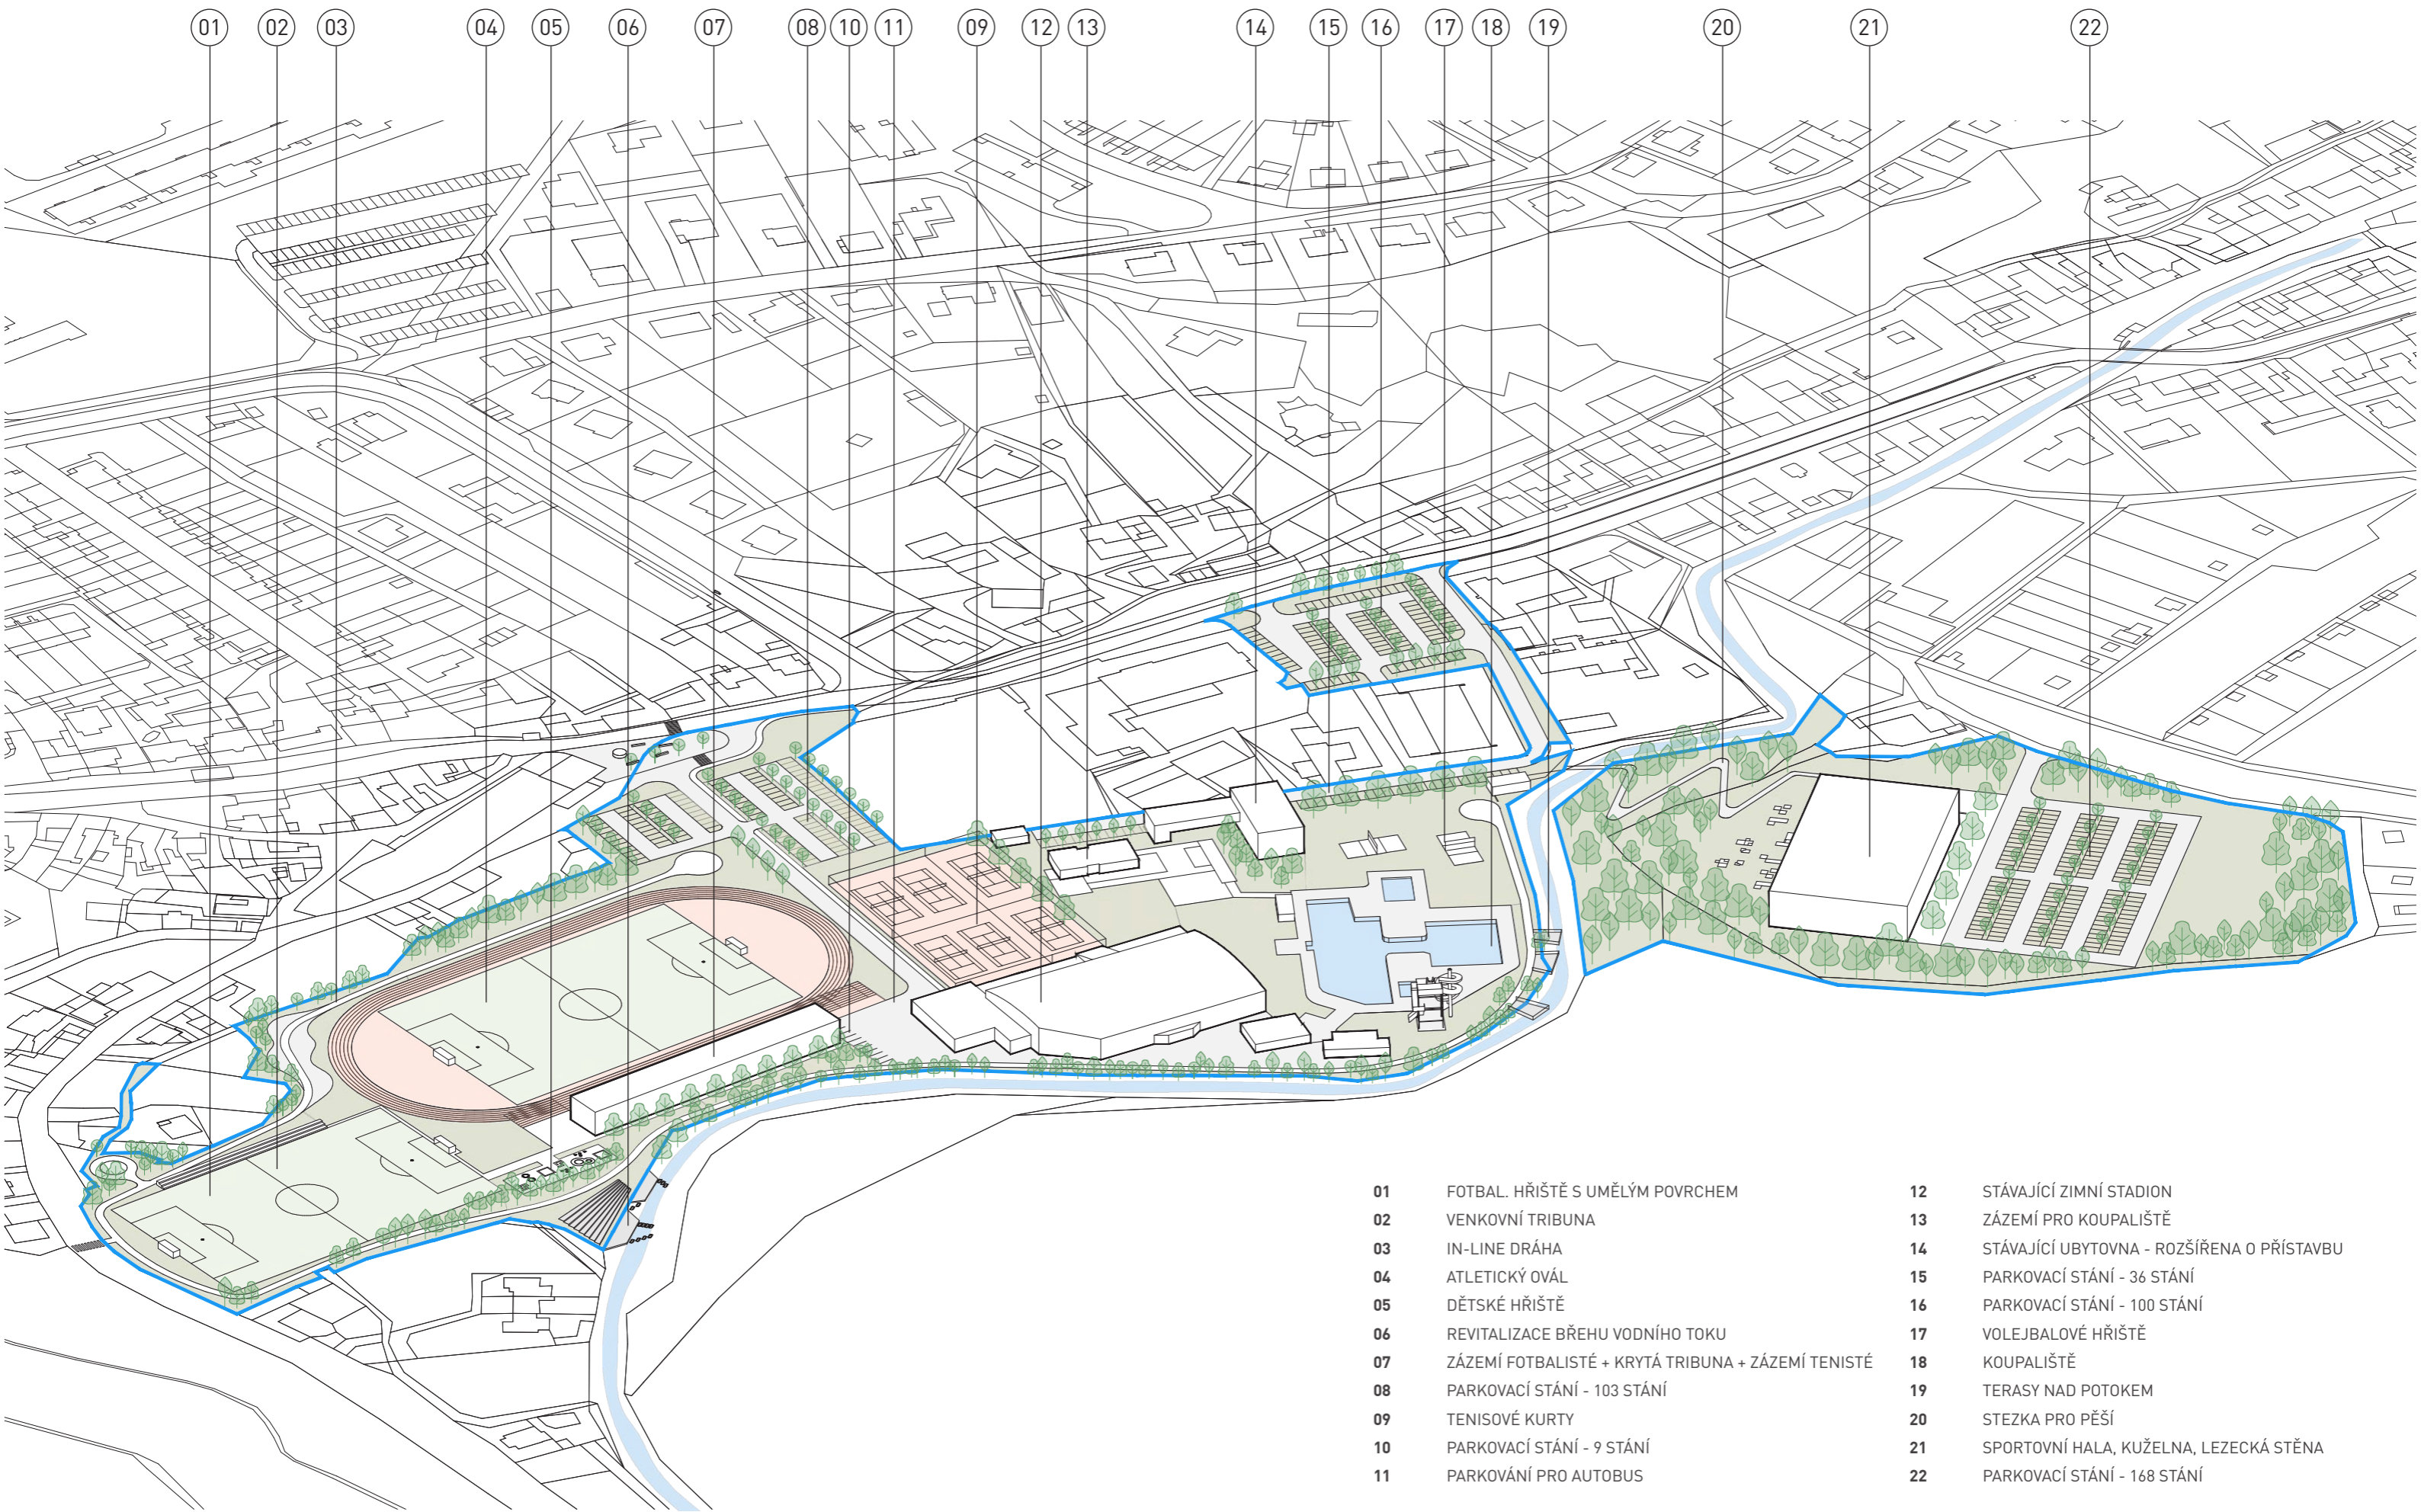 01 02 03 04 05 06 07 08 10 11 09 12 13 14 15 16 17 18 19 20 21 22
01 FOTBAL. HŘIŠTĚ S UMĚLÝM POVRCHEM
02 VENKOVNÍ TRIBUNA
03 IN-LINE DRÁHA
04 ATLETICKÝ OVÁL
05 DĚTSKÉ HŘIŠTĚ
06 REVITALIZACE BŘEHU VODNÍHO TOKU
07 ZÁZEMÍ FOTBALISTÉ + KRYTÁ TRIBUNA + ZÁZEMÍ TENISTÉ
08 PARKOVACÍ STÁNÍ - 103 STÁNÍ
09 TENISOVÉ KURTY
10 PARKOVACÍ STÁNÍ - 9 STÁNÍ
11 PARKOVÁNÍ PRO AUTOBUS
12 STÁVAJÍCÍ ZIMNÍ STADION
13 ZÁZEMÍ PRO KOUPALIŠTĚ
14 STÁVAJÍCÍ UBYTOVNA - ROZŠÍŘENA O PŘÍSTAVBU
15 PARKOVACÍ STÁNÍ - 36 STÁNÍ
16 PARKOVACÍ STÁNÍ - 100 STÁNÍ
17 VOLEJBALOVÉ HŘIŠTĚ
18 KOUPALIŠTĚ
19 TERASY NAD POTOKEM
20 STEZKA PRO PĚŠÍ
21 SPORTOVNÍ HALA, KUŽELNA, LEZECKÁ STĚNA
22 PARKOVACÍ STÁNÍ - 168 STÁNÍ